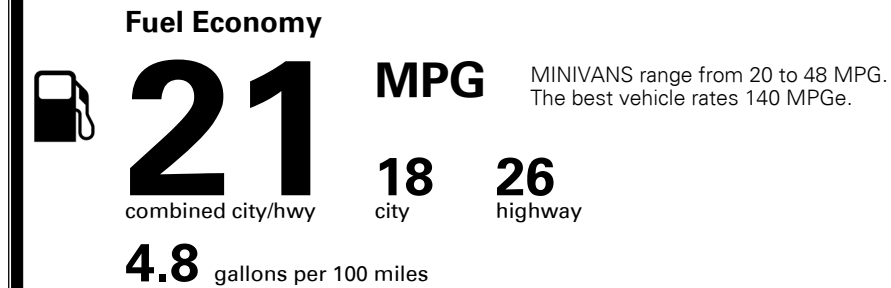 Fuel Economy
21 MPG
MINIVANS range from 20 to 48 MPG.
The best vehicle rates 140 MPGe.
18 26
combined city/hwy city highway
4.8 gallons per 100 miles